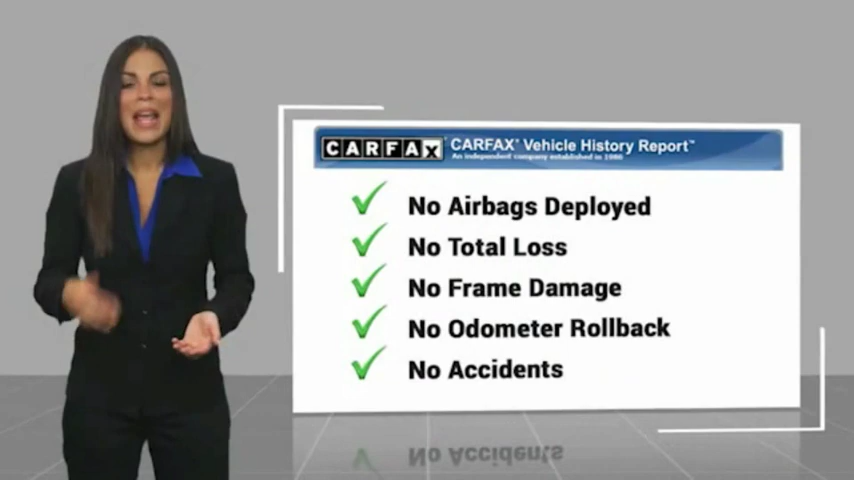 CARFAX
CARFAX® Vehicle History Report™
An independent company established in 1986
No Airbags Deployed
No Total Loss
No Frame Damage
No Odometer Rollback
No Accidents
No Accidents